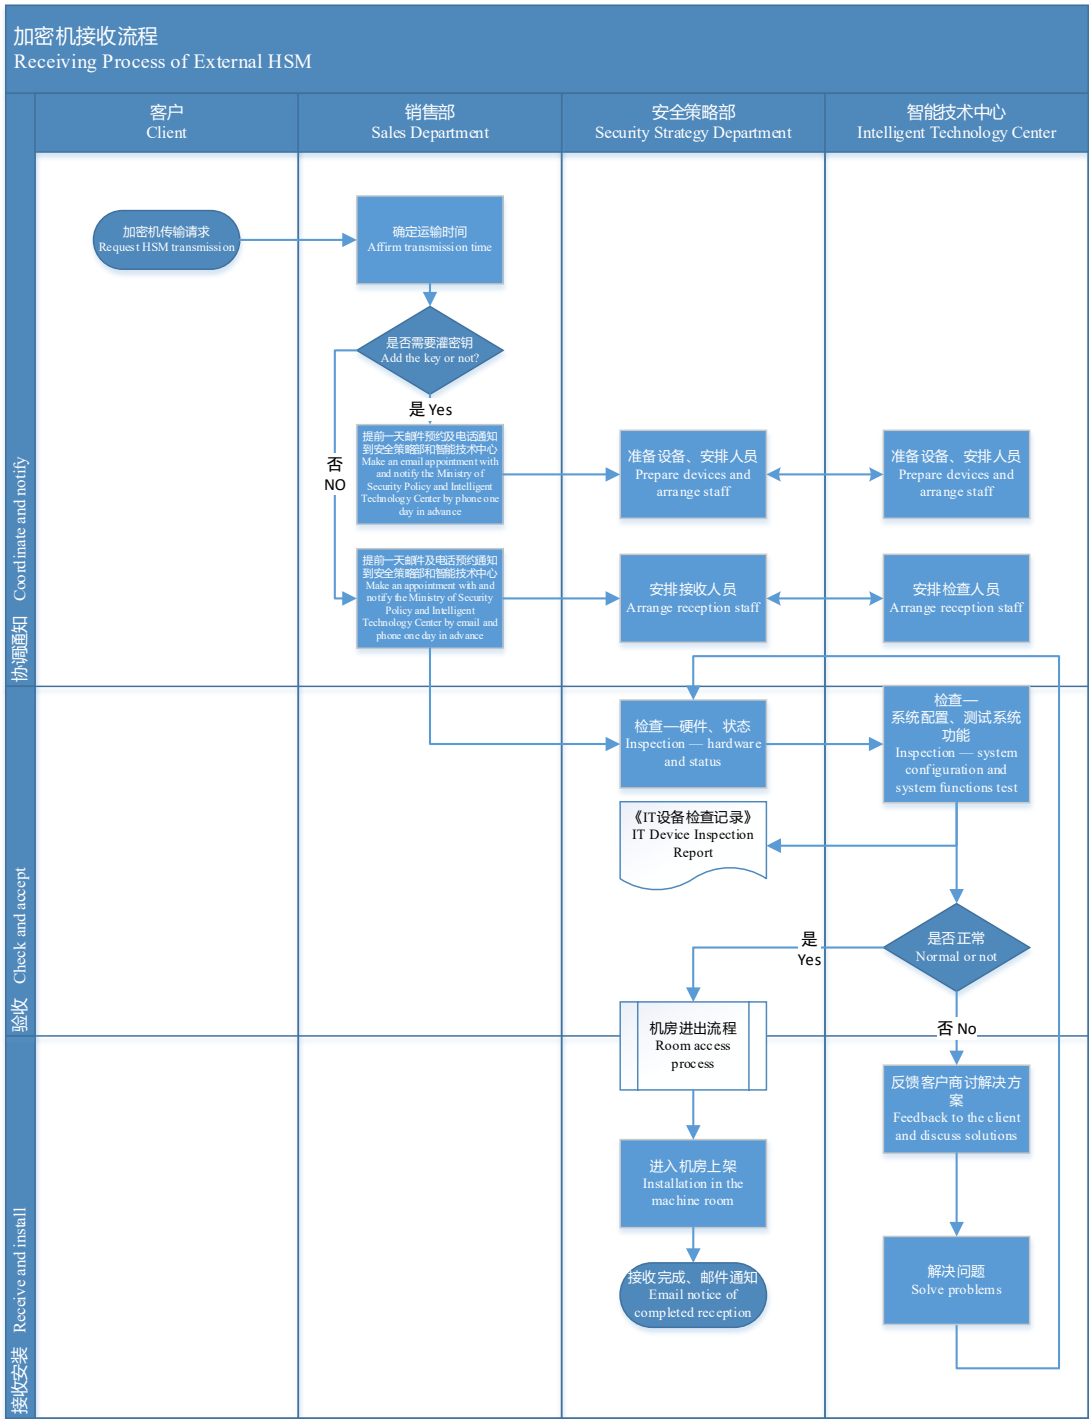 加密机接收流程
Receiving Process of External HSM
客户
Client
销售部
Sales Department
安全策略部
Security Strategy Department
智能技术中心
Intelligent Technology Center
协调通知 Coordinate and notify
加密机传输请求
Request HSM transmission
确定运输时间
Affirm transmission time
是否需要灌密钥
Add the key or not?
是 Yes
否
NO
提前一天邮件预约及电话通知
到安全策略部和智能技术中心
Make an email appointment with
and notify the Ministry of
Security Policy and Intelligent
Technology Center by phone one
day in advance
准备设备、安排人员
Prepare devices and
arrange staff
准备设备、安排人员
Prepare devices and
arrange staff
提前一天邮件及电话预约通知
到安全策略部和智能技术中心
Make an appointment with and
notify the Ministry of Security
Policy and Intelligent
Technology Center by email and
phone one day in advance
安排接收人员
Arrange reception staff
安排检查人员
Arrange reception staff
验收 Check and accept
检查—硬件、状态
Inspection — hardware
and status
检查—
系统配置、测试系统
功能
Inspection — system
configuration and
system functions test
《IT设备检查记录》
IT Device Inspection
Report
是否正常
Normal or not
是
Yes
否 No
机房进出流程
Room access
process
接收安装 Receive and install
反馈客户商讨解决方
案
Feedback to the client
and discuss solutions
进入机房上架
Installation in the
machine room
解决问题
Solve problems
接收完成、邮件通知
Email notice of
completed reception